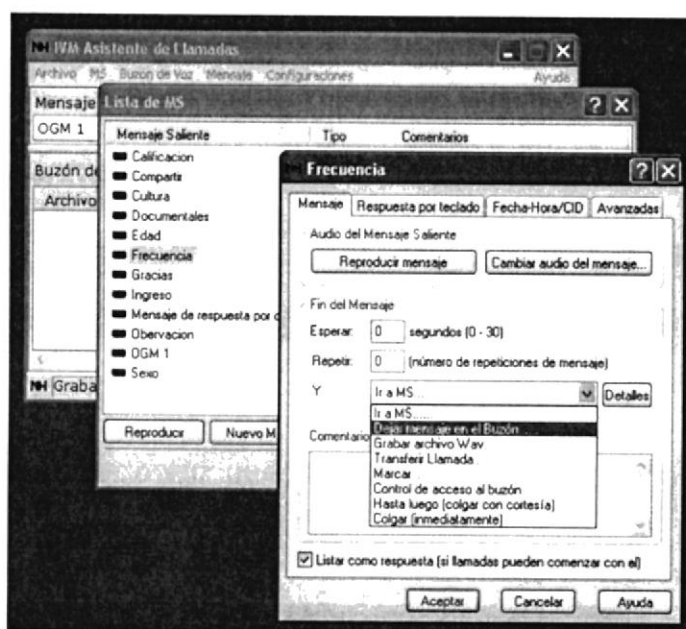 IVM Asistente de Llamadas
Archivo MS Buzon de Voz Mensaje Configuraciones Ayuda
Mensaje
OGM 1
Buzón de
Archivo
Graba
Lista de MS
Mensaje Saliente Tipo Comentarios
Calificacion
Compartir
Cultura
Documentales
Edad
Frecuencia
Gracias
Ingreso
Mensaje de respuesta por
Obervacion
OGM 1
Sexo
Reproducir Nuevo M
Frecuencia
Mensaje Respuesta por teclado Fecha-Hora/CID Avanzadas
Audio del Mensaje Saliente
Reproducir mensaje Cambiar audio del mensaje...
Fin del Mensaje
Esperar: 0 segundos (0 - 30)
Repetir: 0 (número de repeticiones de mensaje)
Y Ir a MS... Detalles
Ir a MS.....
Dejar mensaje en el Buzón...
Grabar archivo Wav
Transferir Llamada
Marcar
Control de acceso al buzón
Hasta luego (colgar con cortesía)
Colgar (inmediatamente)
Comentario
Listar como respuesta (si llamadas pueden comenzar con el)
Aceptar Cancelar Ayuda